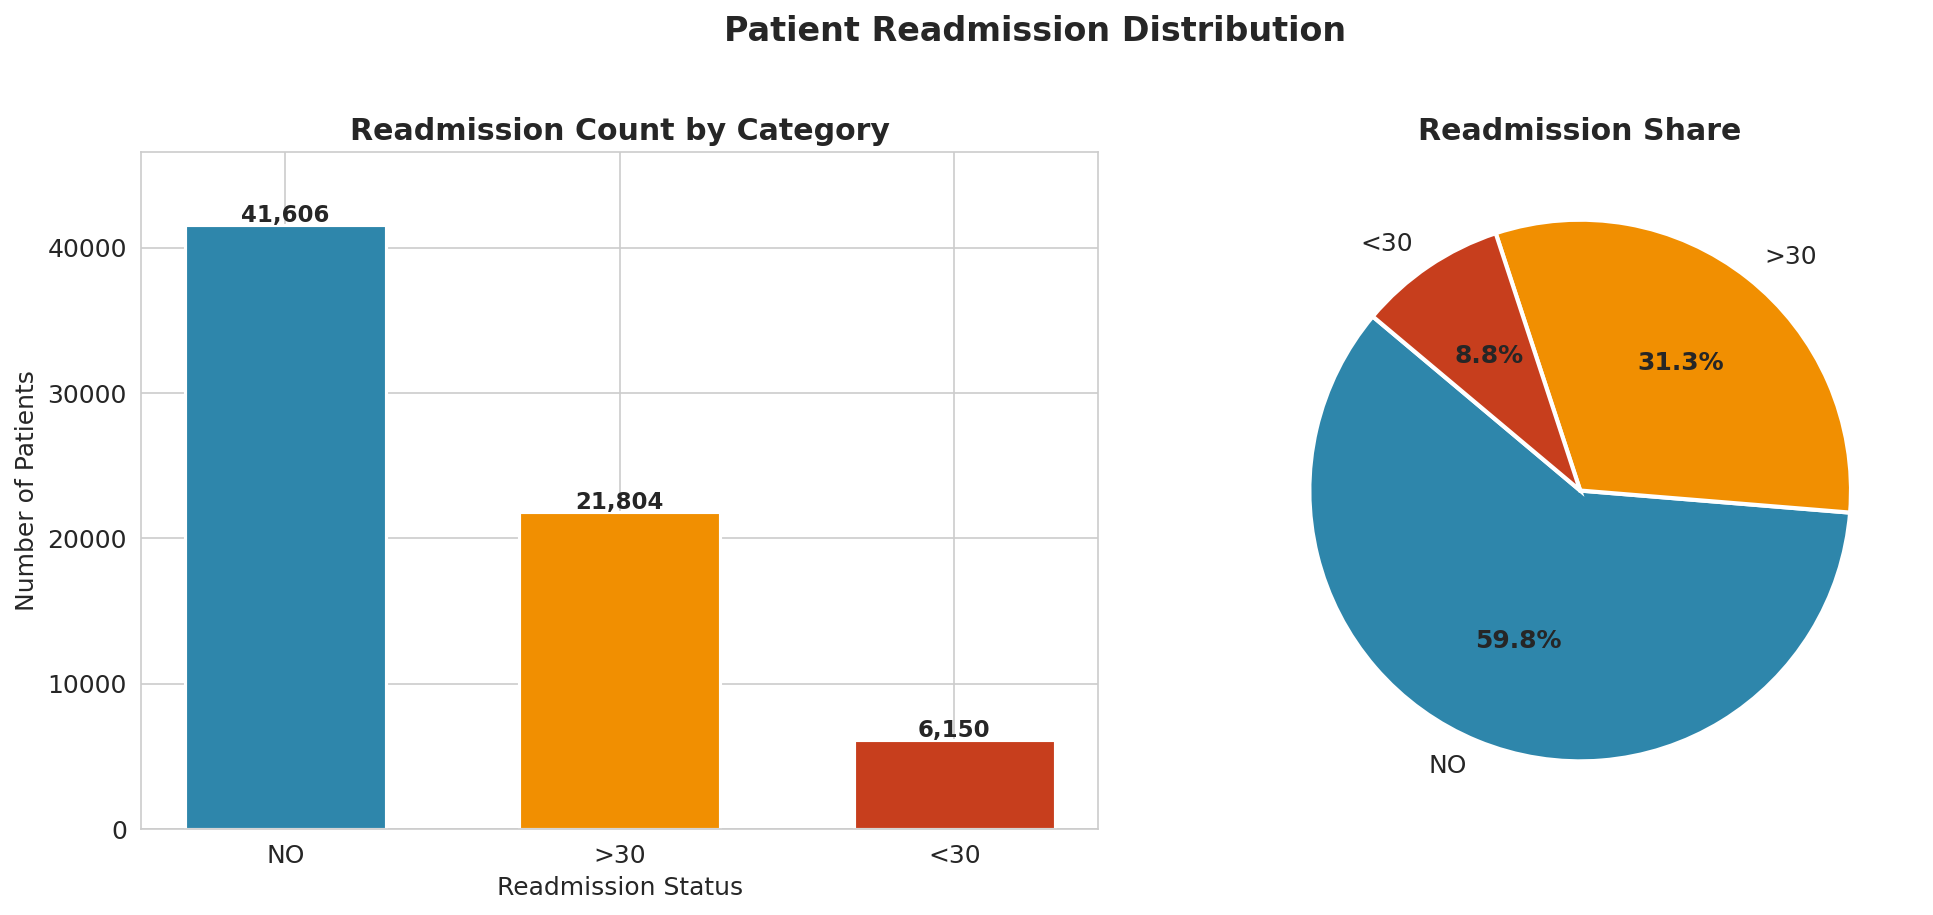 Patient Readmission Distribution
Readmission Count by Category
41,606
21,804
6,150
40000
30000
20000
10000
0
Number of Patients
NO
>30
<30
Readmission Status
Readmission Share
<30
>30
8.8%
31.3%
59.8%
NO